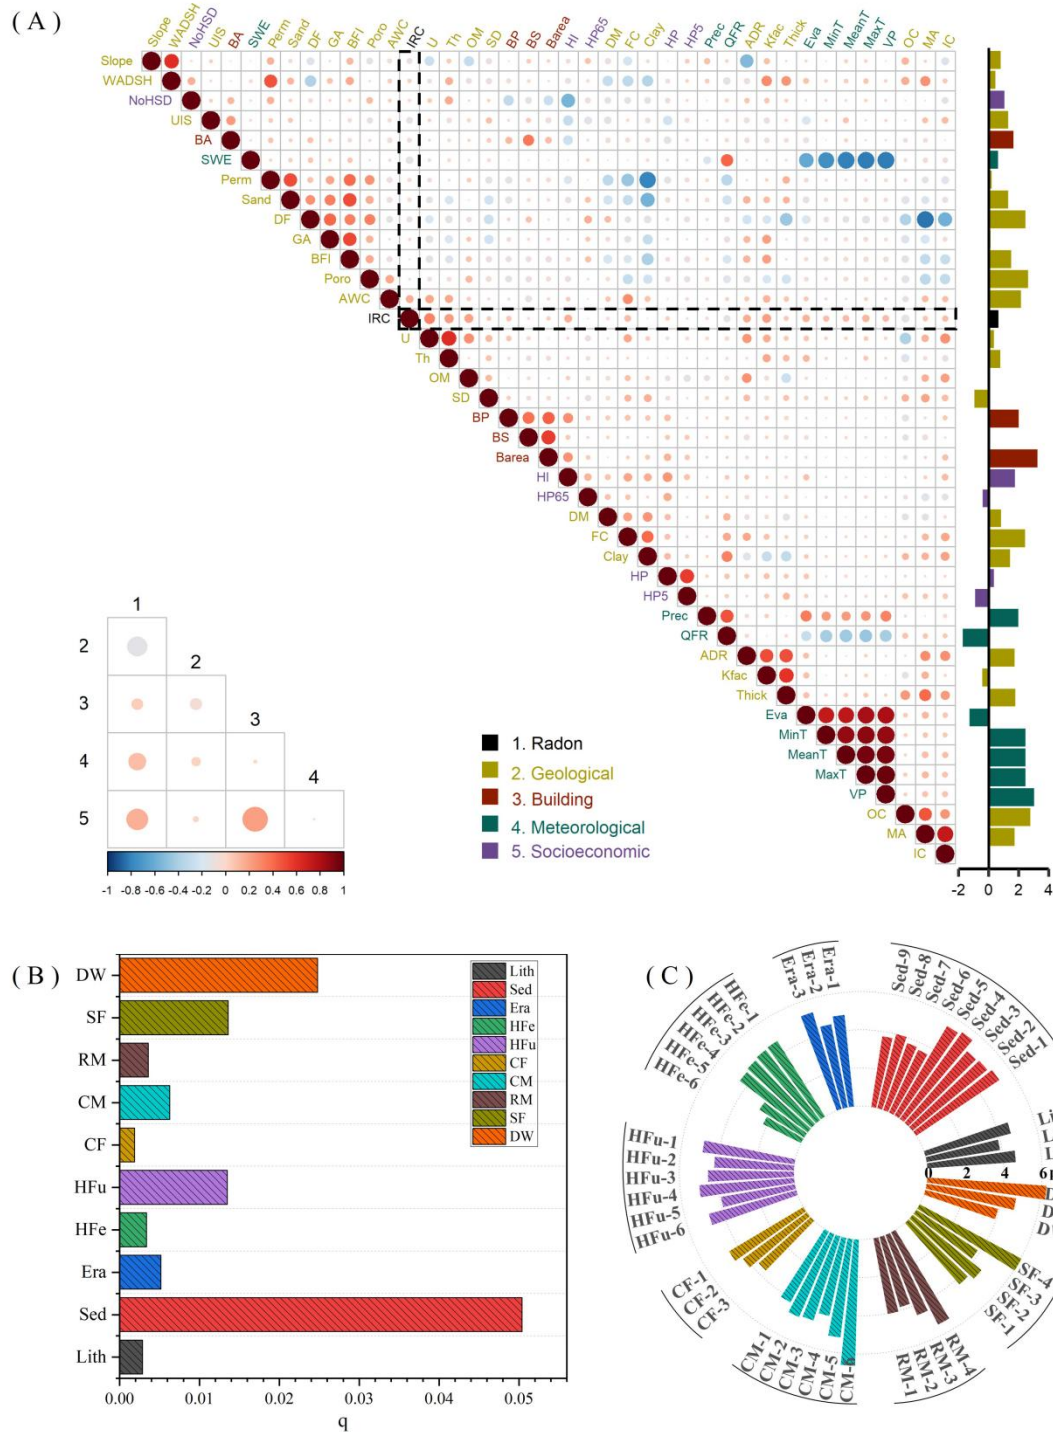 ( A )
Slope WADSH NoHSD UIS BA SWE Perm Sand DF GA BFI Poro AWC IRC U Th OM SD BP BS Barea HI HP65 DM FC Clay HP HP5 Prec QFR ADR Kfac Thick Eva MinT MeanT MaxT VP OC MA IC
Slope
WADSH
NoHSD
UIS
BA
SWE
Perm
Sand
DF
GA
BFI
Poro
AWC
IRC
U
Th
OM
SD
BP
BS
Barea
HI
HP65
DM
FC
Clay
HP
HP5
Prec
QFR
ADR
Kfac
Thick
Eva
MinT
MeanT
MaxT
VP
OC
MA
IC
-2 0 2 4
1
2 2
3 3
4 4
5
-1 -0.8 -0.6 -0.4 -0.2 0 0.2 0.4 0.6 0.8 1
1. Radon
2. Geological
3. Building
4. Meteorological
5. Socioeconomic
( B )
DW
SF
RM
CM
CF
HFu
HFe
Era
Sed
Lith
0.00 0.01 0.02 0.03 0.04 0.05
q
Lith
Sed
Era
HFe
HFu
CF
CM
RM
SF
DW
( C )
Era-3 Era-2 Era-1
Sed-9 Sed-8 Sed-7 Sed-6 Sed-5 Sed-4 Sed-3 Sed-2 Sed-1
HFe-1
HFe-2
HFe-3
HFe-4
HFe-5
HFe-6
HFu-1
HFu-2
HFu-3
HFu-4
HFu-5
HFu-6
CF-1
CF-2
CF-3
CM-1 CM-2 CM-3 CM-4 CM-5 CM-6
RM-1 RM-2 RM-3 RM-4
SF-4
SF-3
SF-2
SF-1
0 2 4 6